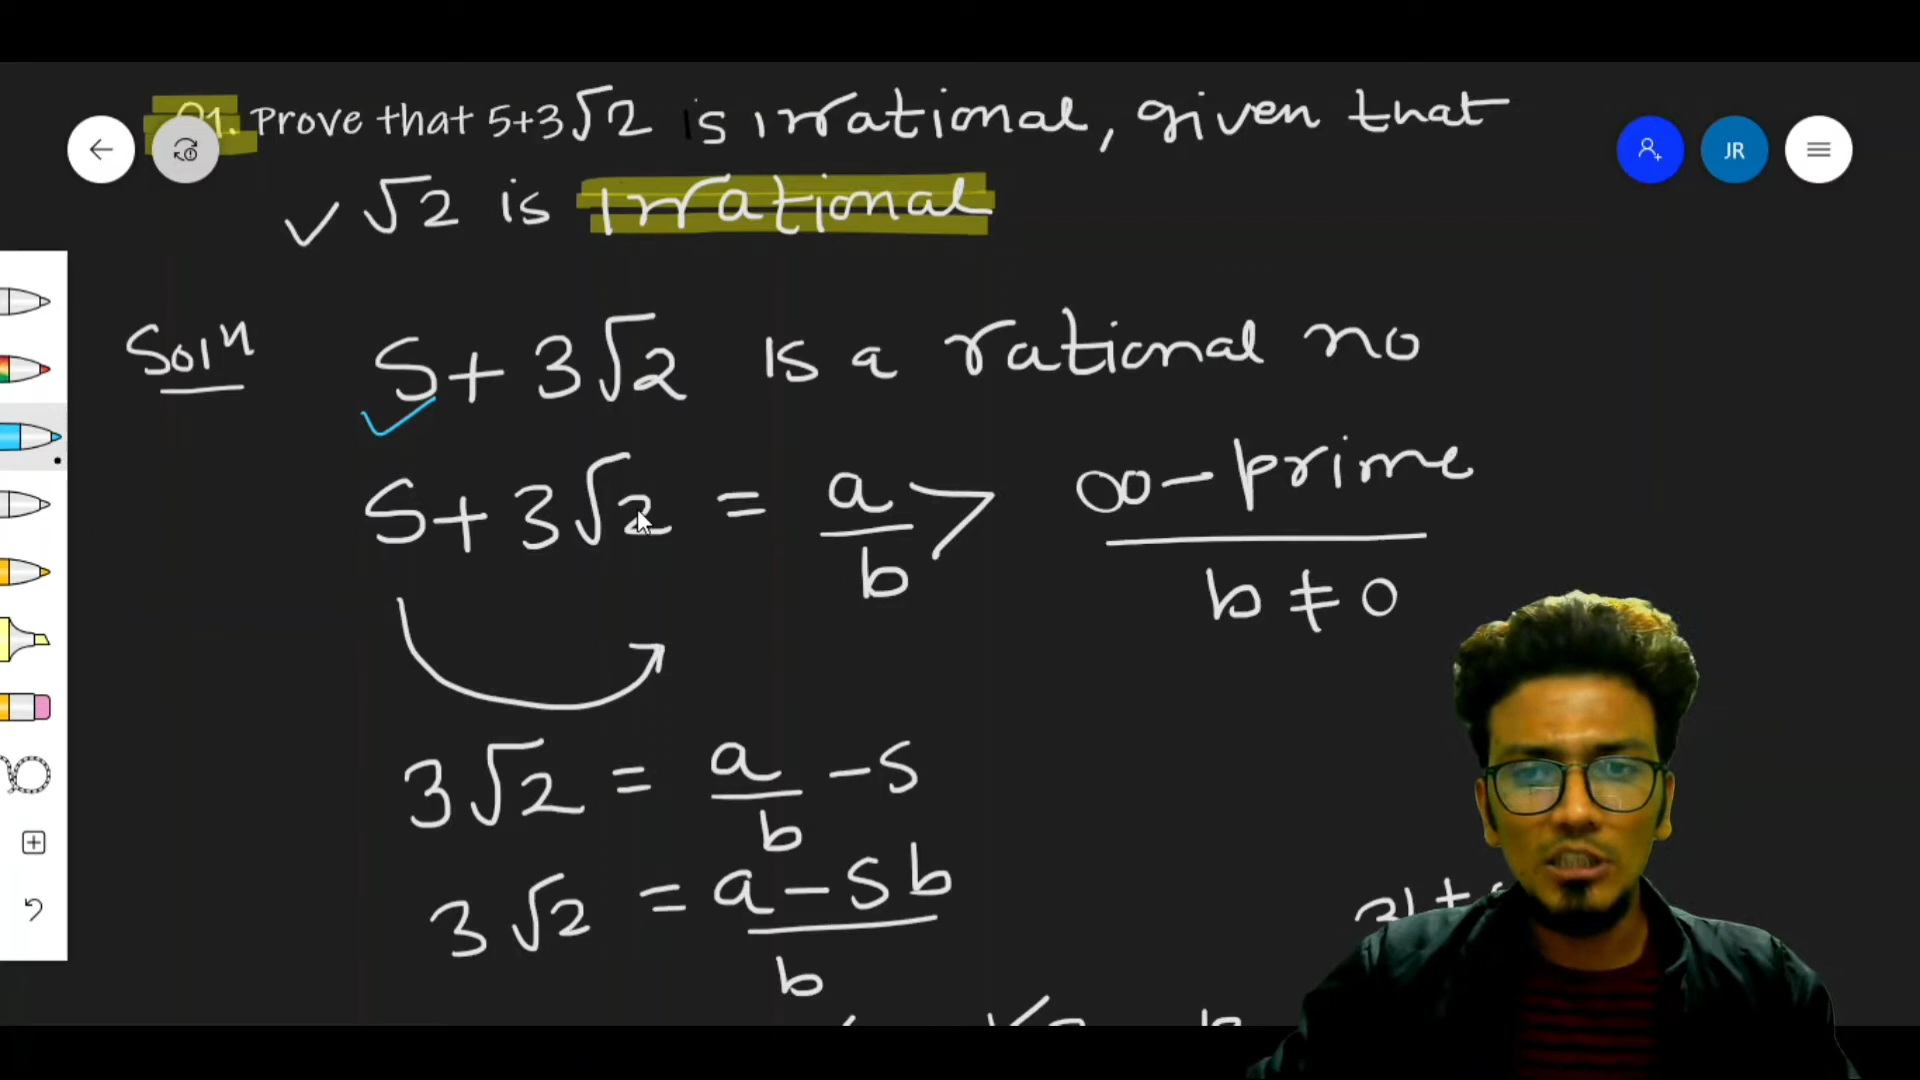 Q1. Prove that 5+3√2 is irrational, given that
✓ √2 is irrational
JR
Soln 5+3√2 is a rational no
5+3√2 = a/b > co-prime
b ≠ 0
3√2 = a/b -5
3√2 = a-5b/b